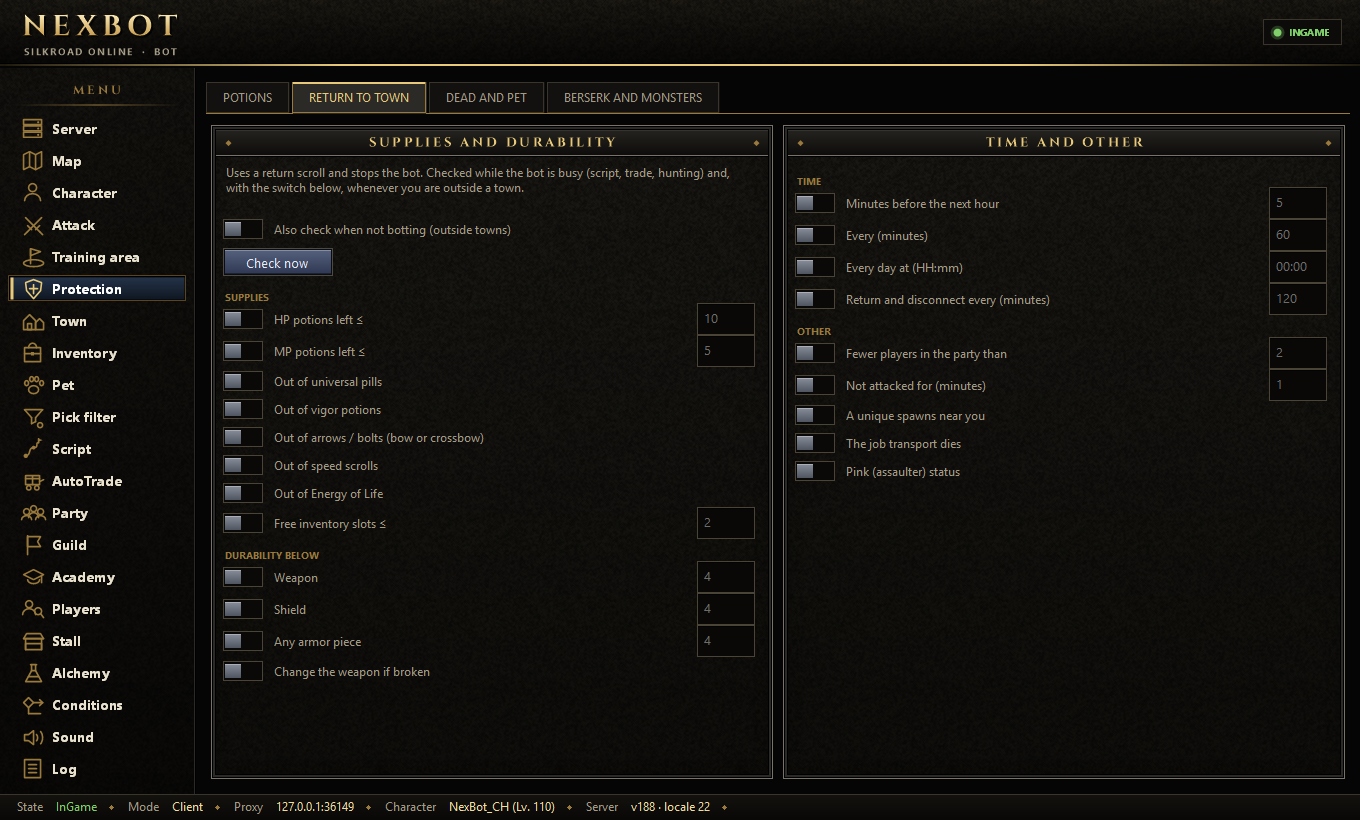 NEXBOT
SILKROAD ONLINE · BOT
INGAME
MENU
Server
Map
Character
Attack
Training area
Protection
Town
Inventory
Pet
Pick filter
Script
AutoTrade
Party
Guild
Academy
Players
Stall
Alchemy
Conditions
Sound
Log
POTIONS
RETURN TO TOWN
DEAD AND PET
BERSERK AND MONSTERS
SUPPLIES AND DURABILITY
Uses a return scroll and stops the bot. Checked while the bot is busy (script, trade, hunting) and,
with the switch below, whenever you are outside a town.
Also check when not botting (outside towns)
Check now
SUPPLIES
HP potions left ≤ 10
MP potions left ≤ 5
Out of universal pills
Out of vigor potions
Out of arrows / bolts (bow or crossbow)
Out of speed scrolls
Out of Energy of Life
Free inventory slots ≤ 2
DURABILITY BELOW
Weapon 4
Shield 4
Any armor piece 4
Change the weapon if broken
TIME AND OTHER
TIME
Minutes before the next hour 5
Every (minutes) 60
Every day at (HH:mm) 00:00
Return and disconnect every (minutes) 120
OTHER
Fewer players in the party than 2
Not attacked for (minutes) 1
A unique spawns near you
The job transport dies
Pink (assaulter) status
State InGame Mode Client Proxy 127.0.0.1:36149 Character NexBot_CH (Lv. 110) Server v188 · locale 22